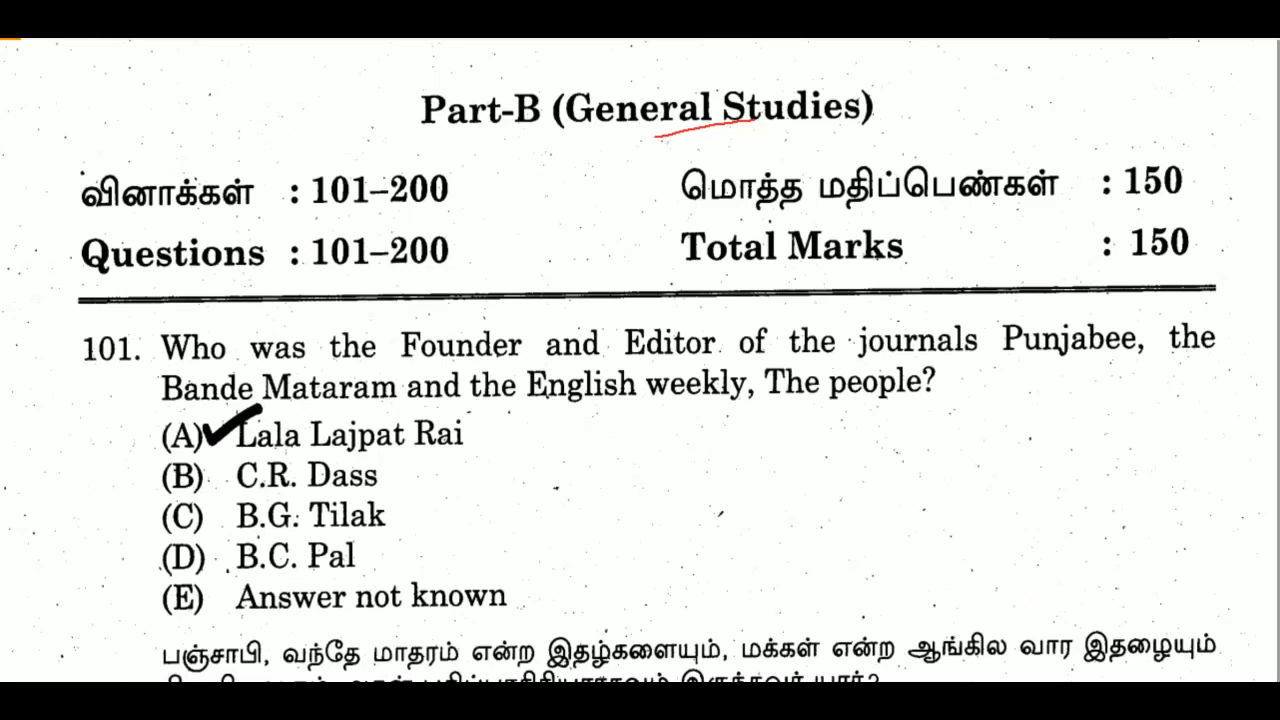 Part-B (General Studies)
வினாக்கள் : 101–200 மொத்த மதிப்பெண்கள் : 150
Questions : 101–200 Total Marks : 150
101. Who was the Founder and Editor of the journals Punjabee, the
Bande Mataram and the English weekly, The people?
(A) Lala Lajpat Rai
(B) C.R. Dass
(C) B.G. Tilak
(D) B.C. Pal
(E) Answer not known
பஞ்சாபி, வந்தே மாதரம் என்ற இதழ்களையும், மக்கள் என்ற ஆங்கில வார இதழையும்
இருந்தவர் யார்?